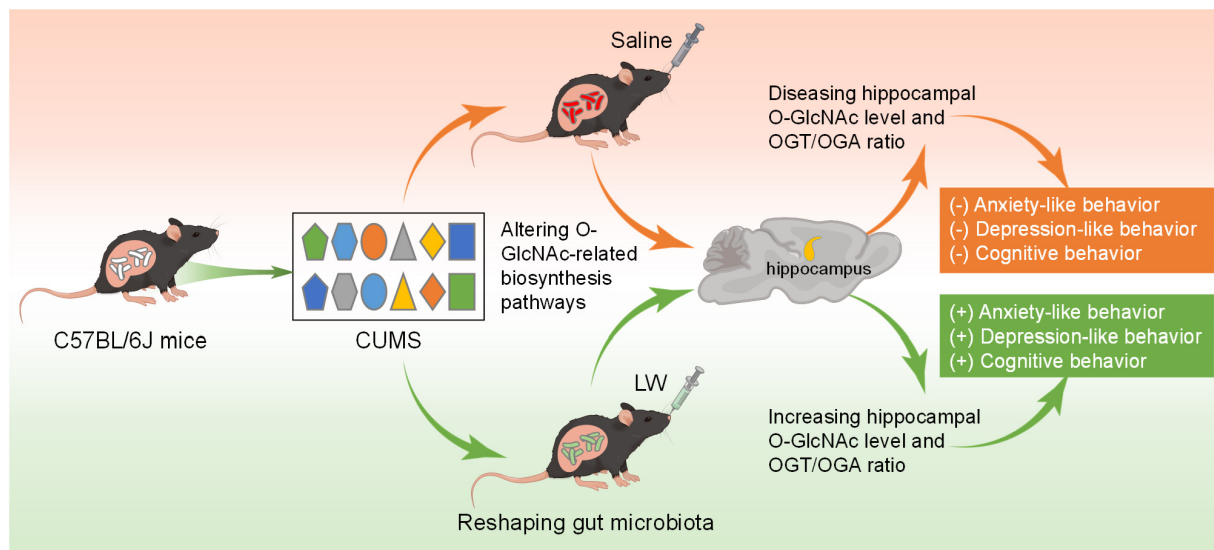 Saline
Diseasing hippocampal
O-GlcNAc level and
OGT/OGA ratio
(-) Anxiety-like behavior
(-) Depression-like behavior
(-) Cognitive behavior
Altering O-
GlcNAc-related
biosynthesis
pathways
hippocampus
C57BL/6J mice
CUMS
(+) Anxiety-like behavior
(+) Depression-like behavior
(+) Cognitive behavior
LW
Increasing hippocampal
O-GlcNAc level and
OGT/OGA ratio
Reshaping gut microbiota